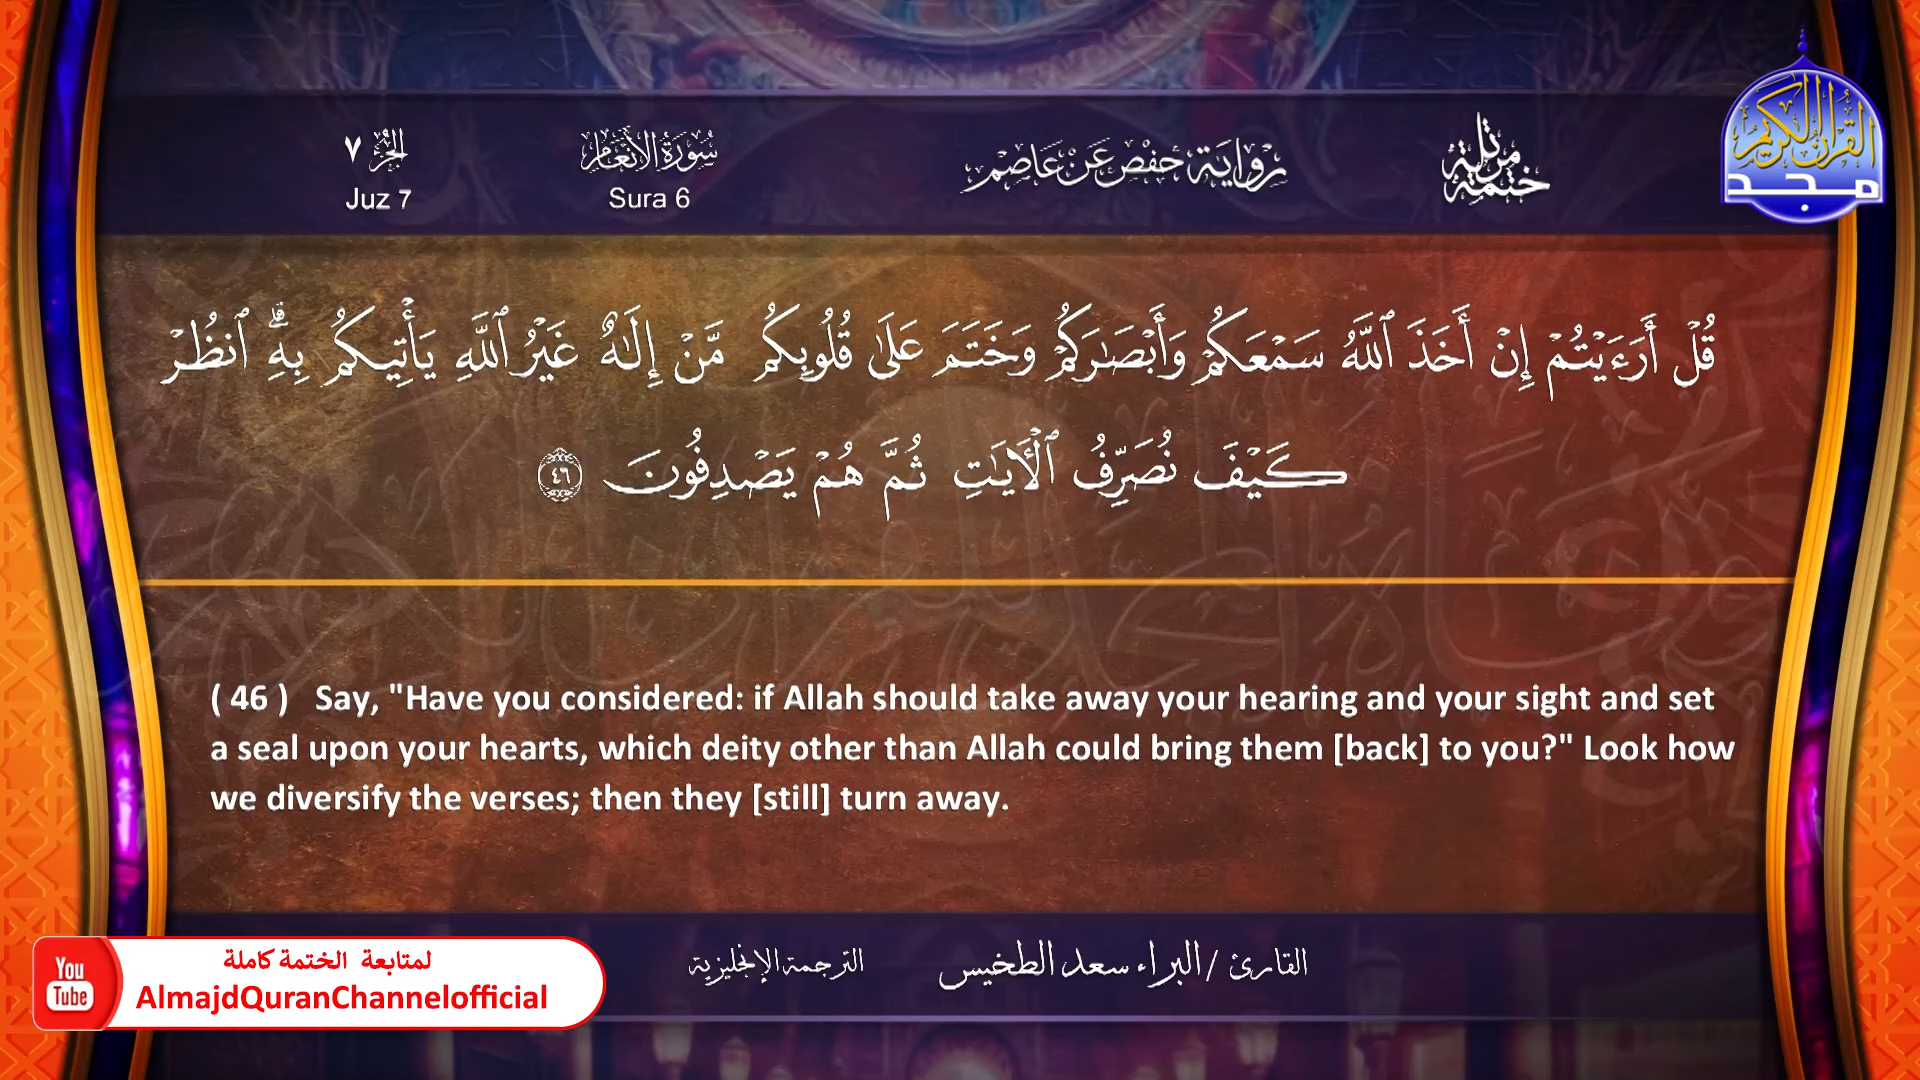 الجزء ٧
Juz 7
سورة الأنعام
Sura 6
رواية حفص عن عاصم
ختمة مرتلة
القرآن الكريم
مجد
قُلْ أَرَءَيْتُمْ إِنْ أَخَذَ ٱللَّهُ سَمْعَكُمْ وَأَبْصَٰرَكُمْ وَخَتَمَ عَلَىٰ قُلُوبِكُم مَّنْ إِلَٰهٌ غَيْرُ ٱللَّهِ يَأْتِيكُم بِهِۗ ٱنظُرْ
كَيْفَ نُصَرِّفُ ٱلْأٓيَٰتِ ثُمَّ هُمْ يَصْدِفُونَ ٤٦
( 46 ) Say, "Have you considered: if Allah should take away your hearing and your sight and set
a seal upon your hearts, which deity other than Allah could bring them [back] to you?" Look how
we diversify the verses; then they [still] turn away.
القارئ / البراء سعد الطخيس
الترجمة الإنجليزية
You
Tube
لمتابعة الختمة كاملة
AlmajdQuranChannelofficial